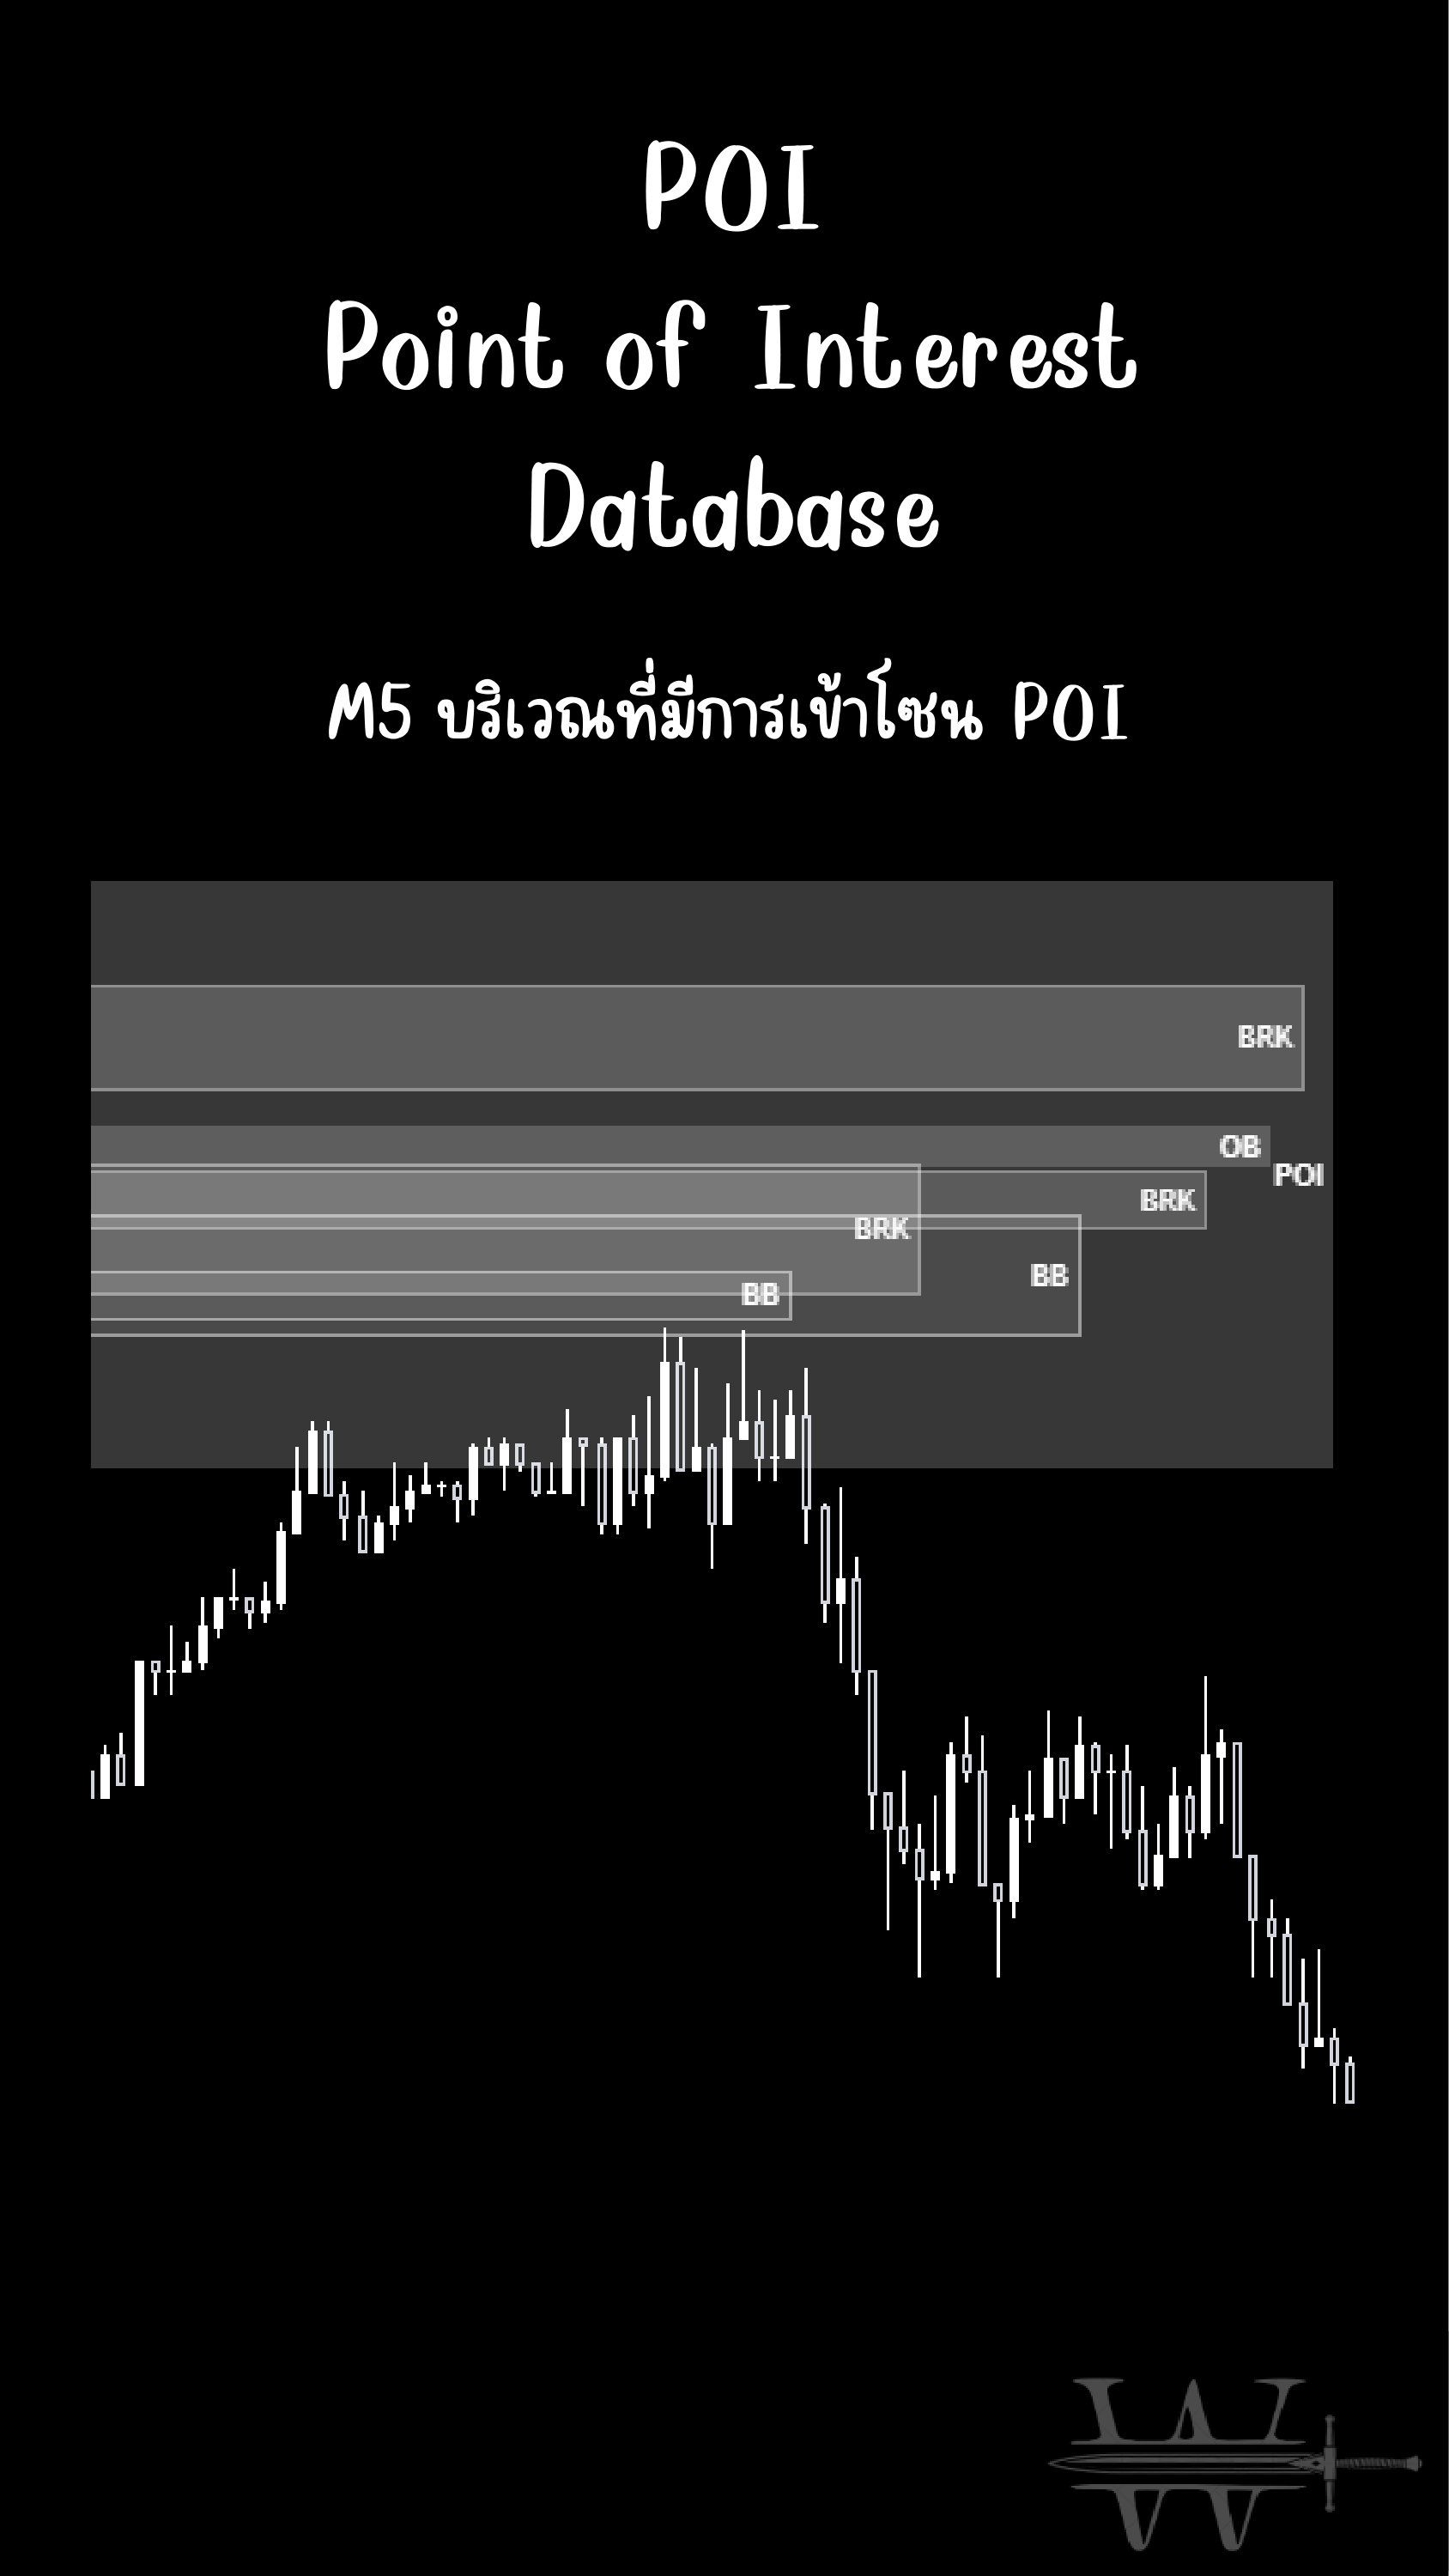 POI
Point of Interest
Database
M5 บริเวณที่มีการเข้าโซน POI
BRK
OB
POI
BRK
BRK
BB
BB
W